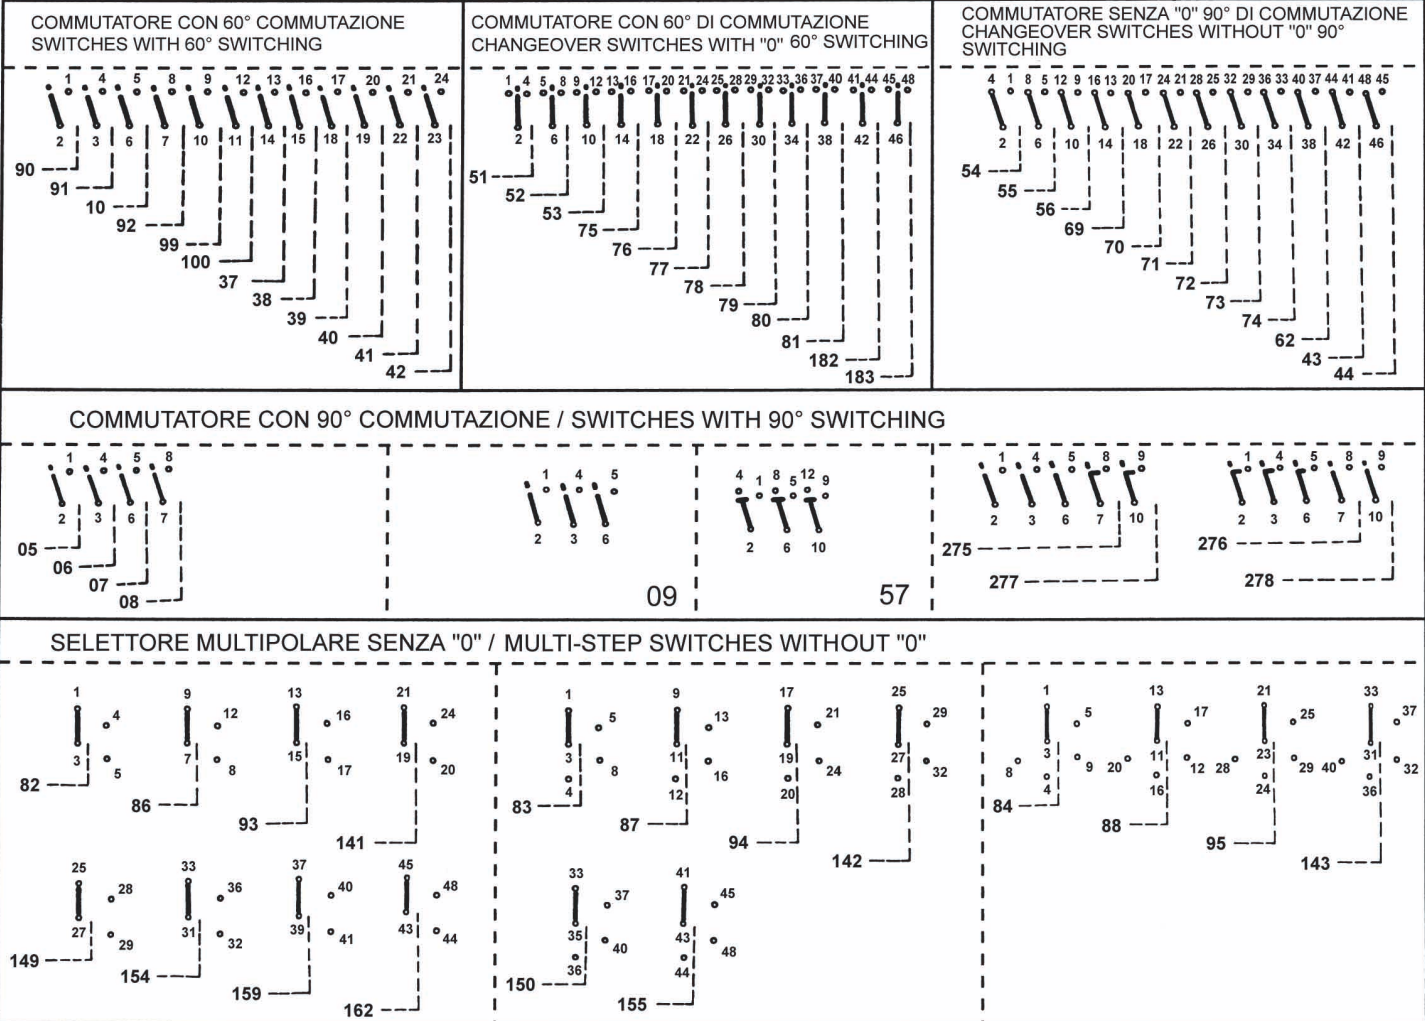 COMMUTATORE CON 60° COMMUTAZIONE
SWITCHES WITH 60° SWITCHING
1 4 5 8 9 12 13 16 17 20 21 24
2 3 6 7 10 11 14 15 18 19 22 23
90
91
10
92
99
100
37
38
39
40
41
42
COMMUTATORE CON 60° DI COMMUTAZIONE
CHANGEOVER SWITCHES WITH "0" 60° SWITCHING
1 4 5 8 9 12 13 16 17 20 21 24 25 28 29 32 33 36 37 40 41 44 45 48
2 6 10 14 18 22 26 30 34 38 42 46
51
52
53
75
76
77
78
79
80
81
182
183
COMMUTATORE SENZA "0" 90° DI COMMUTAZIONE
CHANGEOVER SWITCHES WITHOUT "0" 90°
SWITCHING
4 1 8 5 12 9 16 13 20 17 24 21 28 25 32 29 36 33 40 37 44 41 48 45
2 6 10 14 18 22 26 30 34 38 42 46
54
55
56
69
70
71
72
73
74
62
43
44
COMMUTATORE CON 90° COMMUTAZIONE / SWITCHES WITH 90° SWITCHING
1 4 5 8
2 3 6 7
05
06
07
08
1 4 5
2 3 6
09
4 1 8 5 12 9
2 6 10
57
1 4 5 8 9
2 3 6 7 10
275
277
1 4 5 8 9
2 3 6 7 10
276
278
SELETTORE MULTIPOLARE SENZA "0" / MULTI-STEP SWITCHES WITHOUT "0"
1 9 13 21
4 12 16 24
3 7 15 19
5 8 17 20
82
86
93
141
25 33 37 45
28 36 40 48
27 31 39 43
29 32 41 44
149
154
159
162
1 9 17 25
5 13 21 29
3 11 19 27
8 16 24 32
4 12 20 28
83
87
94
142
33 41
37 45
35 43
40 48
36 44
150
155
1 13 21 33
5 17 25 37
3 11 23 31
8 9 20 12 28 29 40 32
4 16 24 36
84
88
95
143